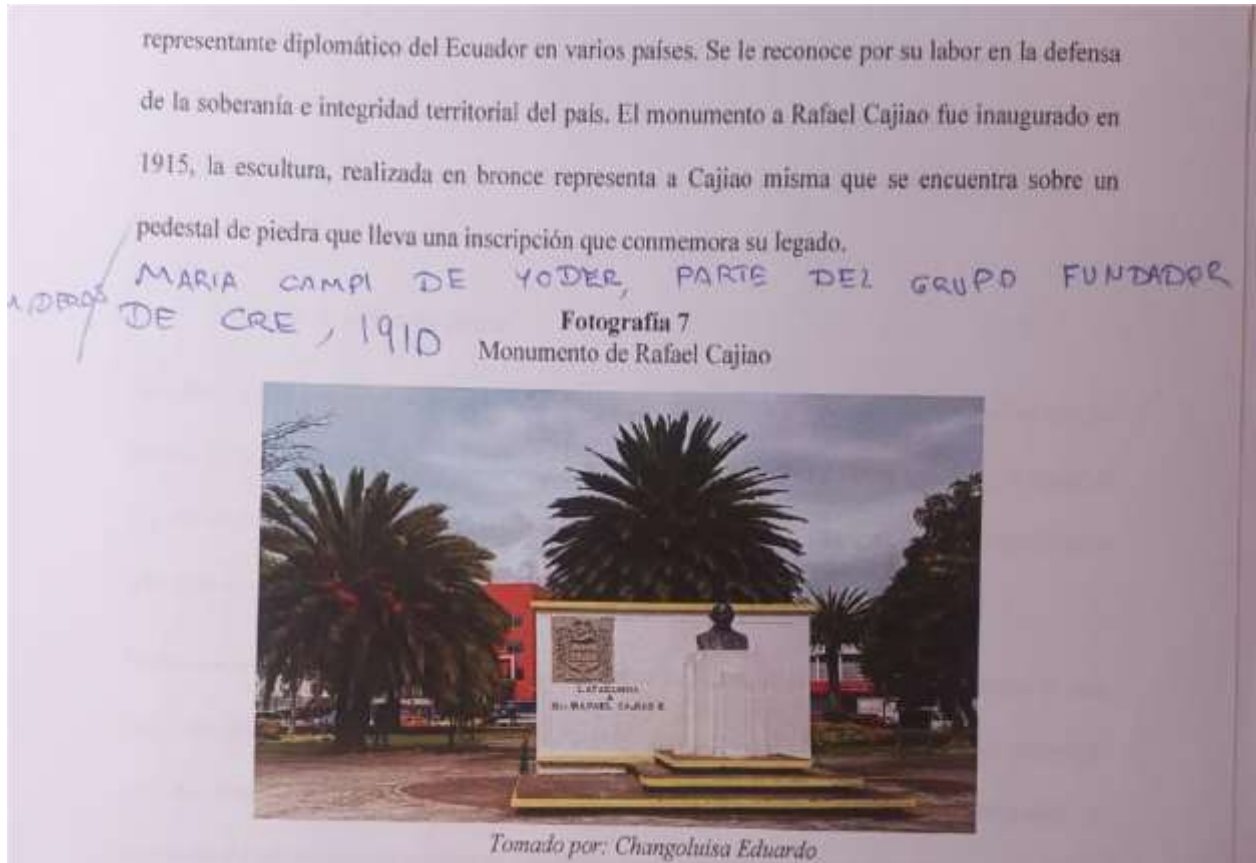 representante diplomático del Ecuador en varios países. Se le reconoce por su labor en la defensa
de la soberanía e integridad territorial del país. El monumento a Rafael Cajiao fue inaugurado en
1915, la escultura, realizada en bronce representa a Cajiao misma que se encuentra sobre un
pedestal de piedra que lleva una inscripción que conmemora su legado.
MARIA CAMPI DE YODER, PARTE DEL GRUPO FUNDADOR
DE CRE, 1910
Fotografía 7
Monumento de Rafael Cajiao
LATACUNGA
A
RAFAEL CAJIAO E
Tomado por: Changoluisa Eduardo